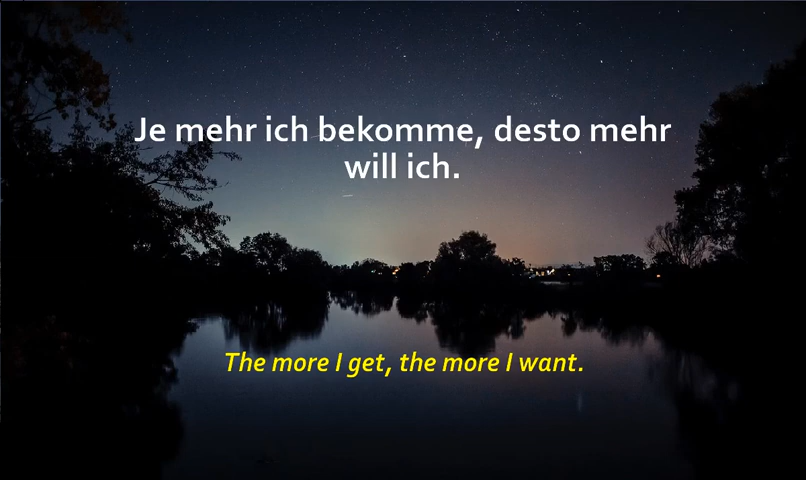 Je mehr ich bekomme, desto mehr
will ich.
The more I get, the more I want.